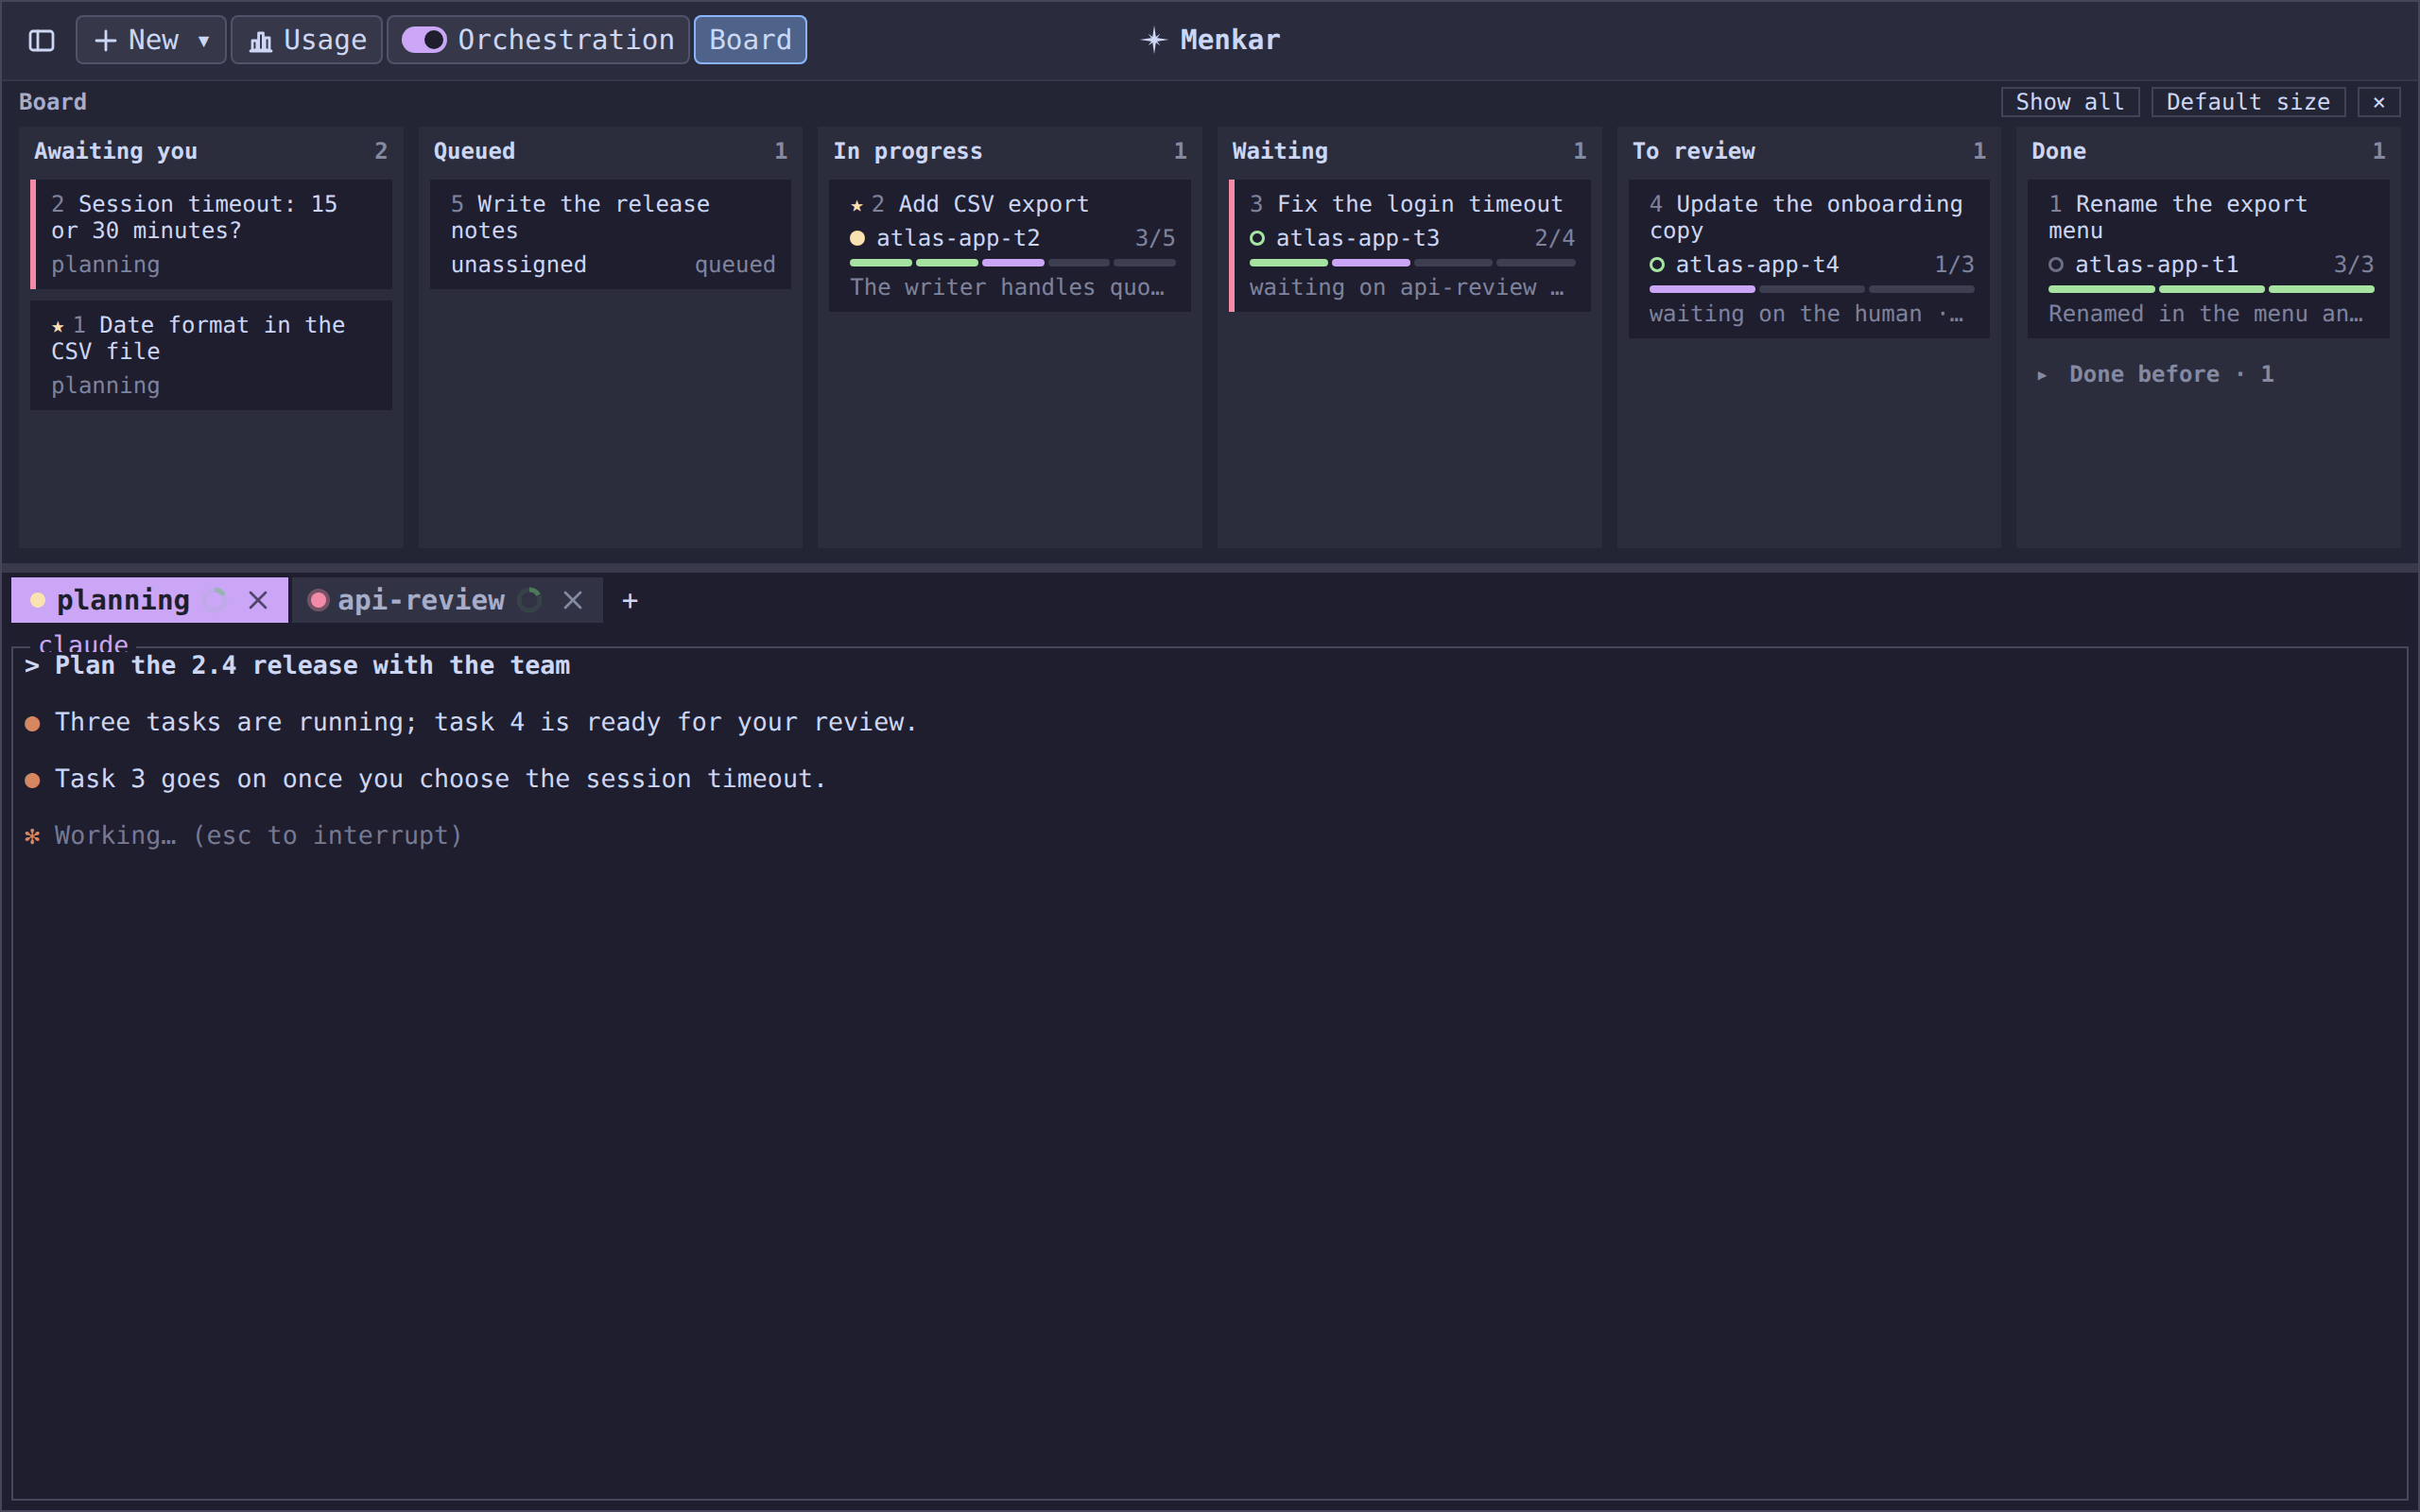 New ▼
Usage
Orchestration
Board
Menkar
Board
Show all
Default size
×
Awaiting you 2
2 Session timeout: 15
or 30 minutes?
planning
★ 1 Date format in the
CSV file
planning
Queued 1
5 Write the release
notes
unassigned queued
In progress 1
★ 2 Add CSV export
atlas-app-t2 3/5
The writer handles quo…
Waiting 1
3 Fix the login timeout
atlas-app-t3 2/4
waiting on api-review …
To review 1
4 Update the onboarding
copy
atlas-app-t4 1/3
waiting on the human ·…
Done 1
1 Rename the export
menu
atlas-app-t1 3/3
Renamed in the menu an…
▸ Done before · 1
planning
api-review
+
claude
> Plan the 2.4 release with the team
● Three tasks are running; task 4 is ready for your review.
● Task 3 goes on once you choose the session timeout.
✻ Working… (esc to interrupt)